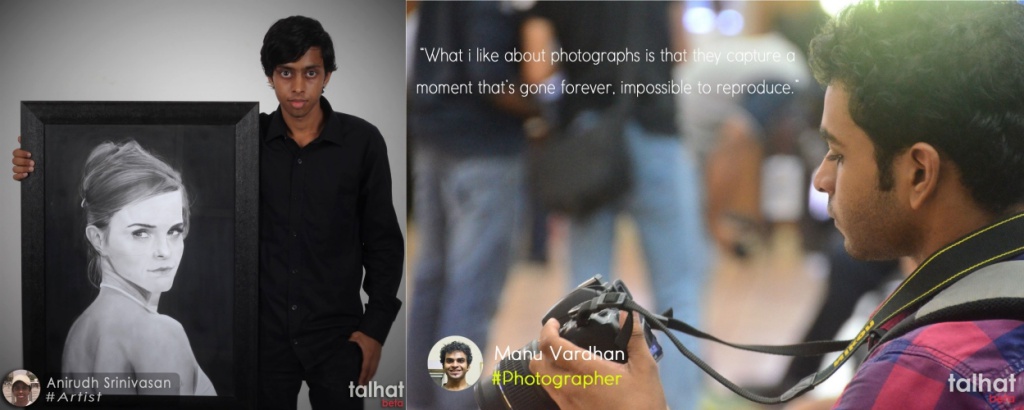 Anirudh Srinivasan
#Artist
talhat
beta
"What i like about photographs is that they capture a
moment that's gone forever, impossible to reproduce."
Manu Vardhan
#Photographer
talhat
beta